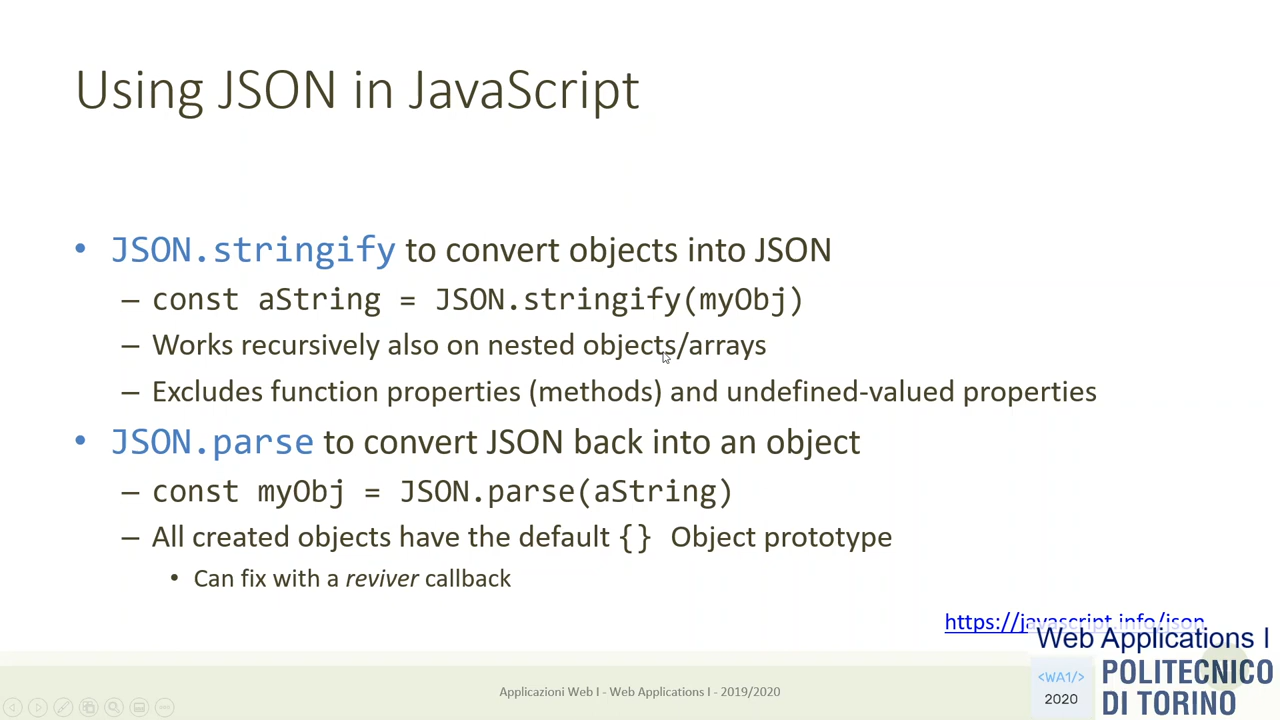 Using JSON in JavaScript
• JSON.stringify to convert objects into JSON
– const aString = JSON.stringify(myObj)
– Works recursively also on nested objects/arrays
– Excludes function properties (methods) and undefined-valued properties
• JSON.parse to convert JSON back into an object
– const myObj = JSON.parse(aString)
– All created objects have the default {} Object prototype
• Can fix with a reviver callback
https://javascript.info/json
Web Applications I
Applicazioni Web I - Web Applications I - 2019/2020
<WA1/>
2020
POLITECNICO
DI TORINO